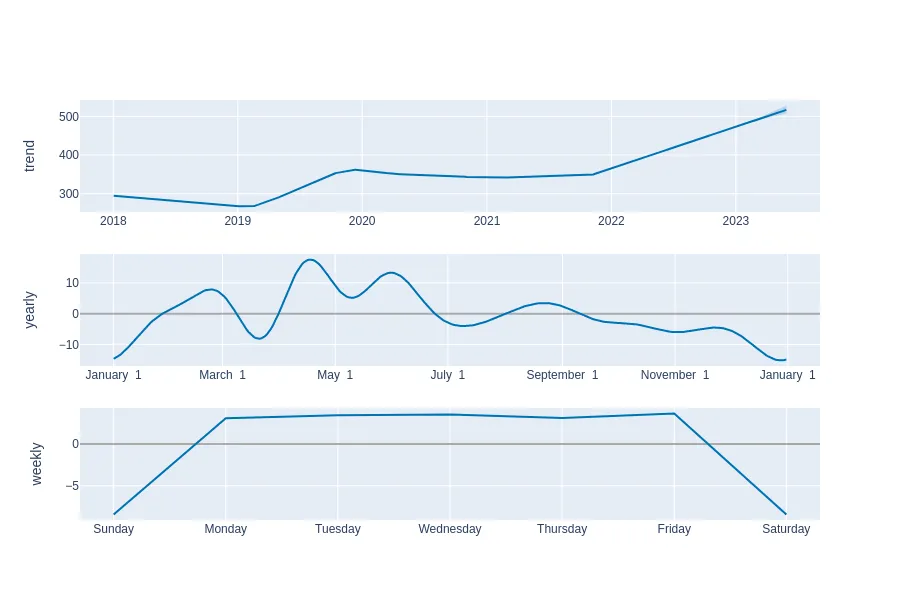 trend
500
400
300
2018 2019 2020 2021 2022 2023
yearly
10
0
−10
January 1 March 1 May 1 July 1 September 1 November 1 January 1
weekly
0
−5
Sunday Monday Tuesday Wednesday Thursday Friday Saturday